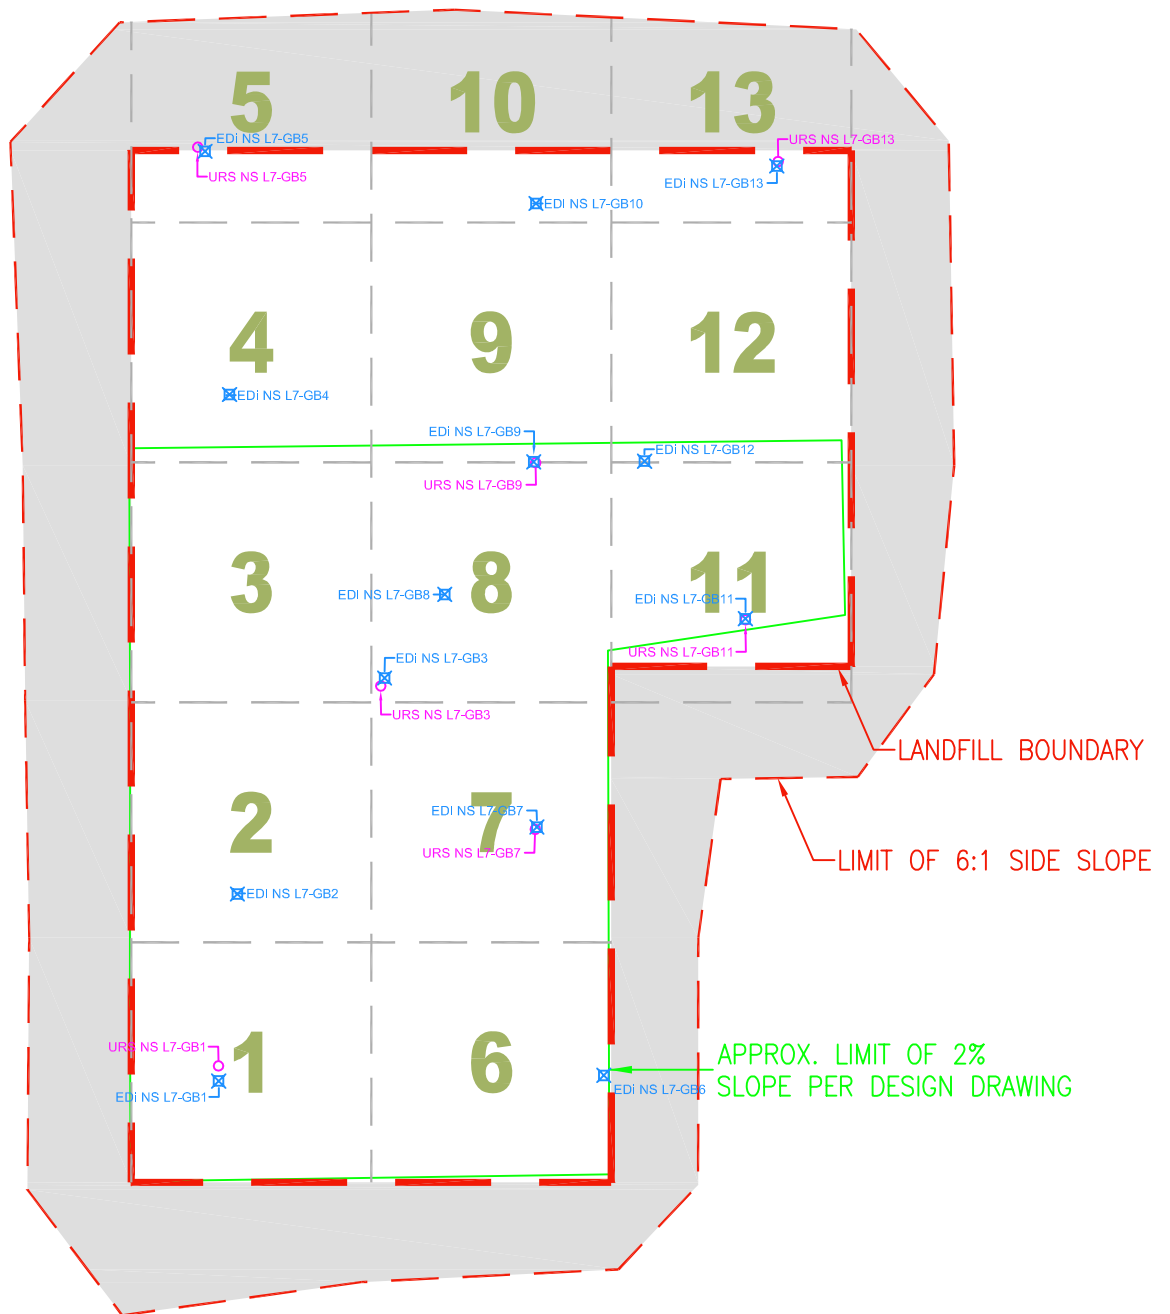 5
10
13
EDi NS L7-GB5
URS NS L7-GB13
URS NS L7-GB5
EDi NS L7-GB13
EDI NS L7-GB10
4
9
12
EDi NS L7-GB4
EDi NS L7-GB9
EDi NS L7-GB12
URS NS L7-GB9
3
8
11
EDI NS L7-GB8
EDi NS L7-GB11
URS NS L7-GB11
EDi NS L7-GB3
URS NS L7-GB3
LANDFILL BOUNDARY
2
7
EDI NS L7-GB7
URS NS L7-GB7
LIMIT OF 6:1 SIDE SLOPE
EDI NS L7-GB2
1
6
URS NS L7-GB1
EDi NS L7-GB1
EDi NS L7-GB6
APPROX. LIMIT OF 2%
SLOPE PER DESIGN DRAWING